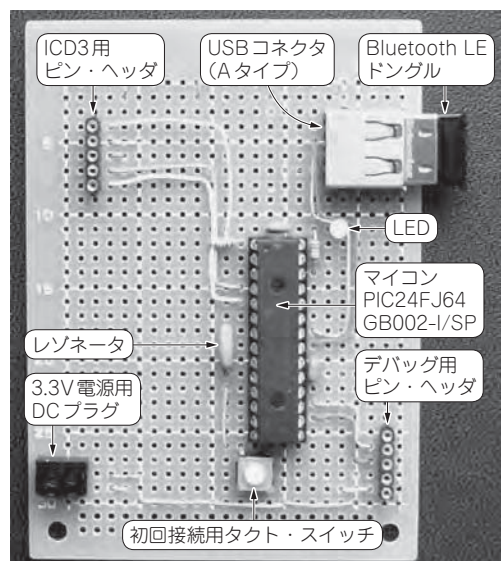 ICD3用
ピン・ヘッダ
USBコネクタ
(Aタイプ)
Bluetooth LE
ドングル
LED
マイコン
PIC24FJ64
GB002-I/SP
レゾネータ
デバッグ用
ピン・ヘッダ
3.3V電源用
DCプラグ
初回接続用タクト・スイッチ